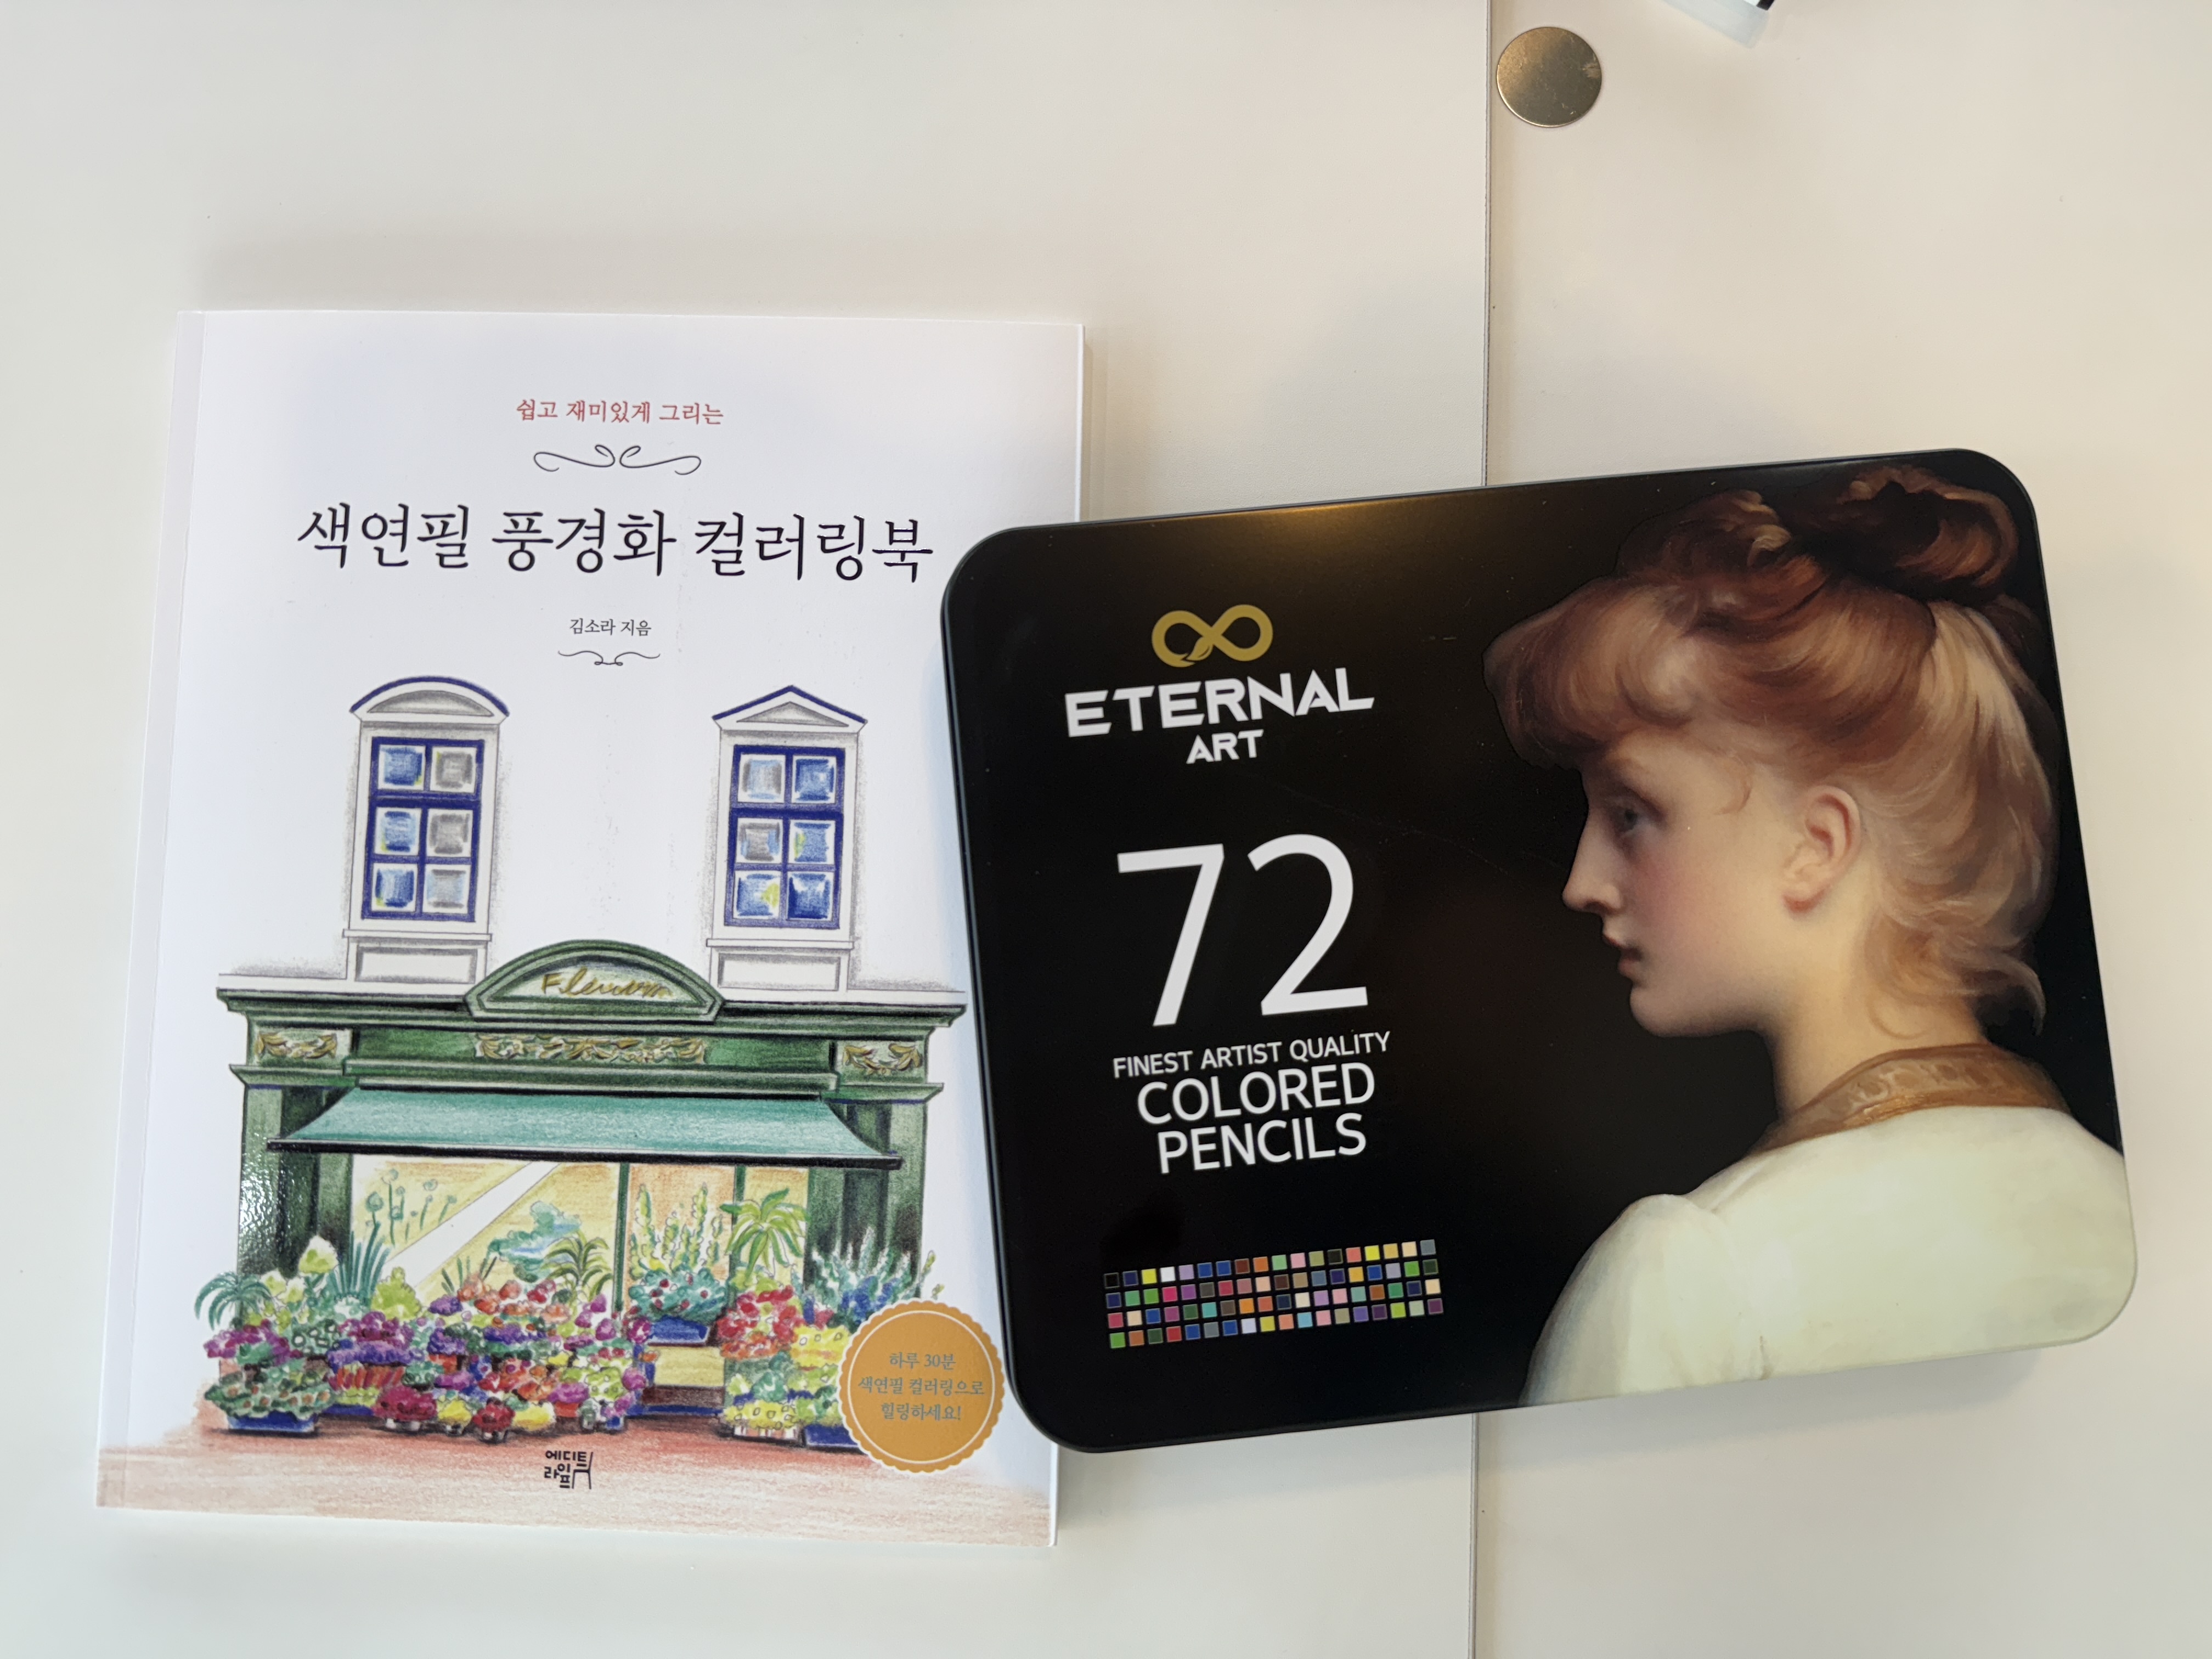 쉽고 재미있게 그리는
색연필 풍경화 컬러링북
김소라 지음
하루 30분
색연필 컬러링으로
힐링하세요!
에디트
라이프
ETERNAL
ART
72
FINEST ARTIST QUALITY
COLORED
PENCILS